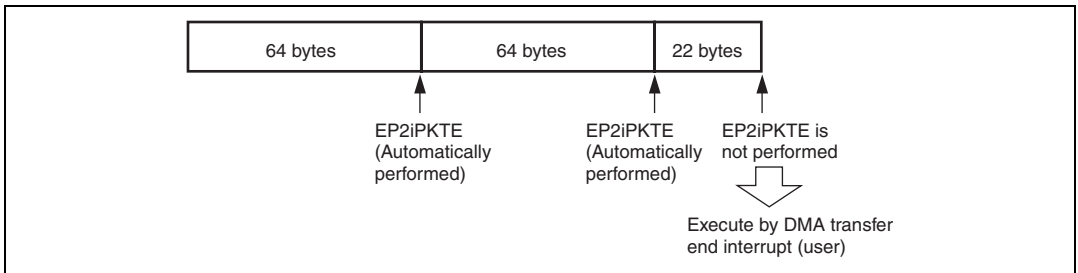 64 bytes
64 bytes
22 bytes
EP2iPKTE
(Automatically
performed)
EP2iPKTE
(Automatically
performed)
EP2iPKTE is
not performed
Execute by DMA transfer
end interrupt (user)